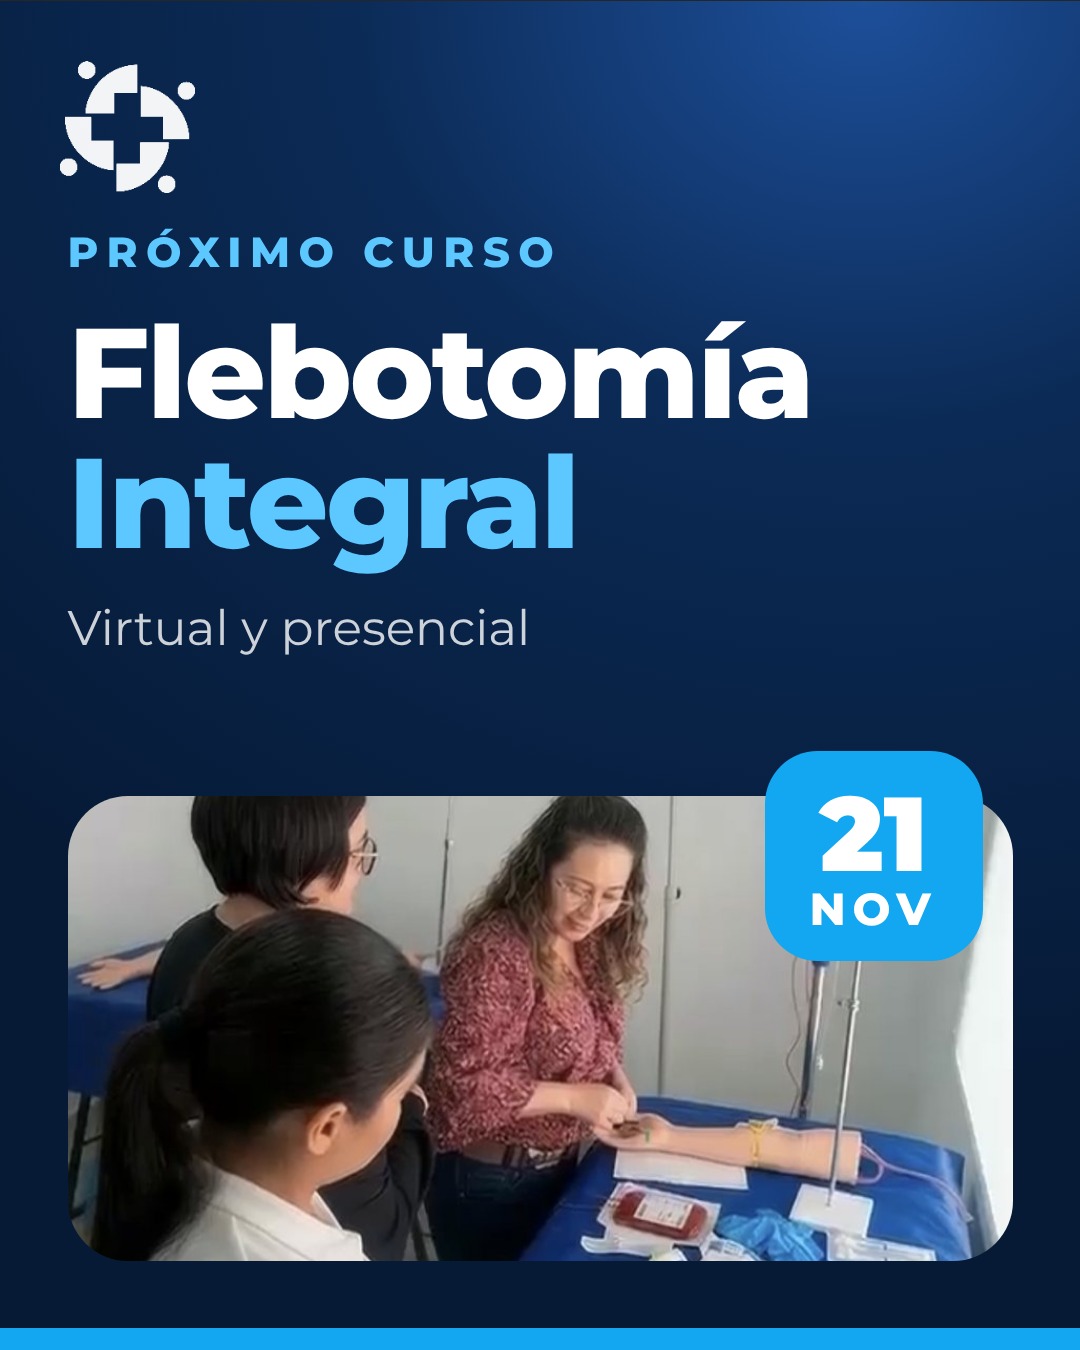 PRÓXIMO CURSO
Flebotomía
Integral
Virtual y presencial
21
NOV